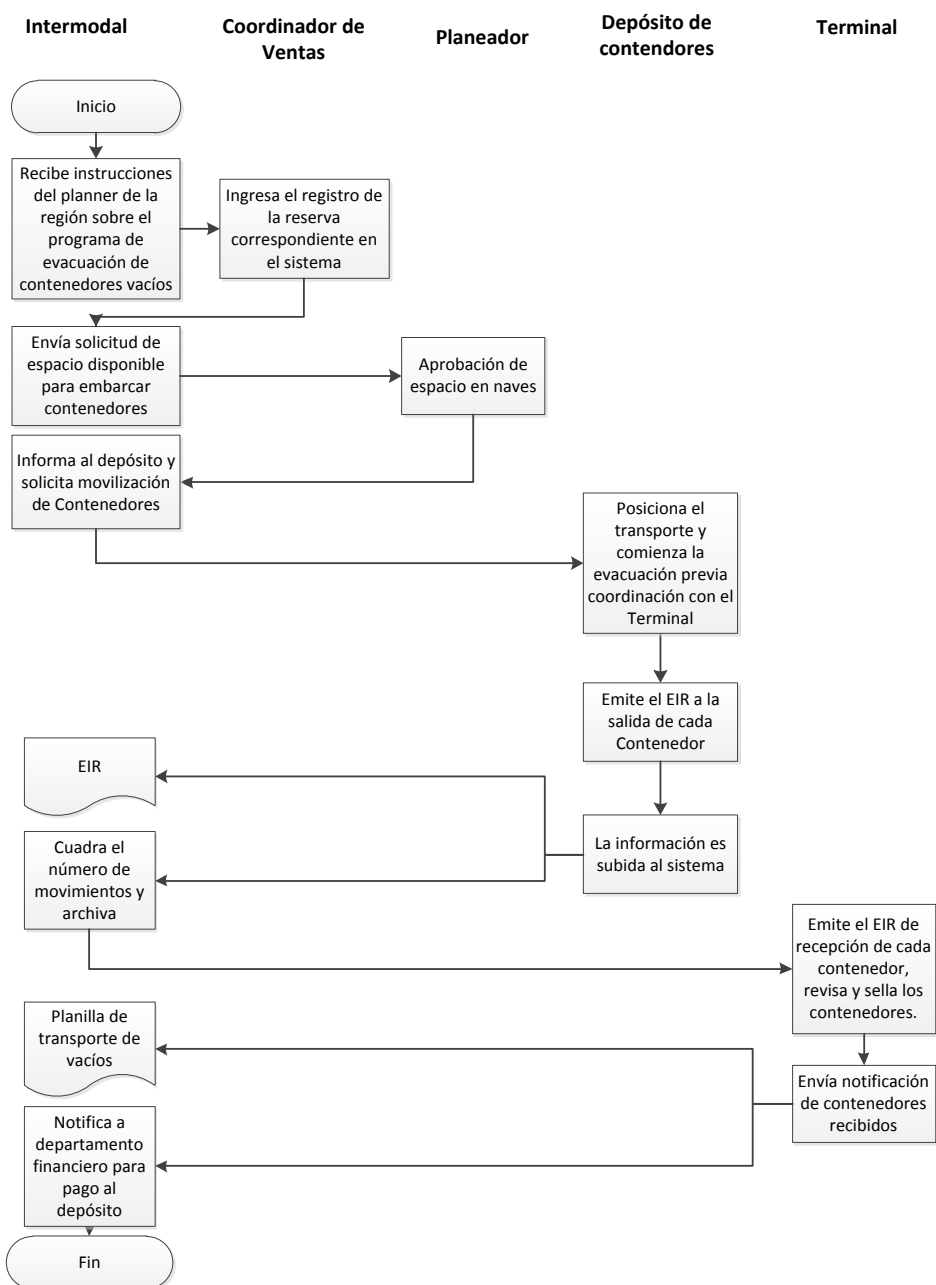 Intermodal
Coordinador de
Ventas
Planeador
Depósito de
contendores
Terminal
Inicio
Recibe instrucciones
del planner de la
región sobre el
programa de
evacuación de
contenedores vacíos
Ingresa el registro de
la reserva
correspondiente en
el sistema
Envía solicitud de
espacio disponible
para embarcar
contenedores
Aprobación de
espacio en naves
Informa al depósito y
solicita movilización
de Contenedores
Posiciona el
transporte y
comienza la
evacuación previa
coordinación con el
Terminal
Emite el EIR a la
salida de cada
Contenedor
EIR
La información es
subida al sistema
Cuadra el
número de
movimientos y
archiva
Emite el EIR de
recepción de cada
contenedor,
revisa y sella los
contenedores.
Planilla de
transporte de
vacíos
Envía notificación
de contenedores
recibidos
Notifica a
departamento
financiero para
pago al
depósito
Fin